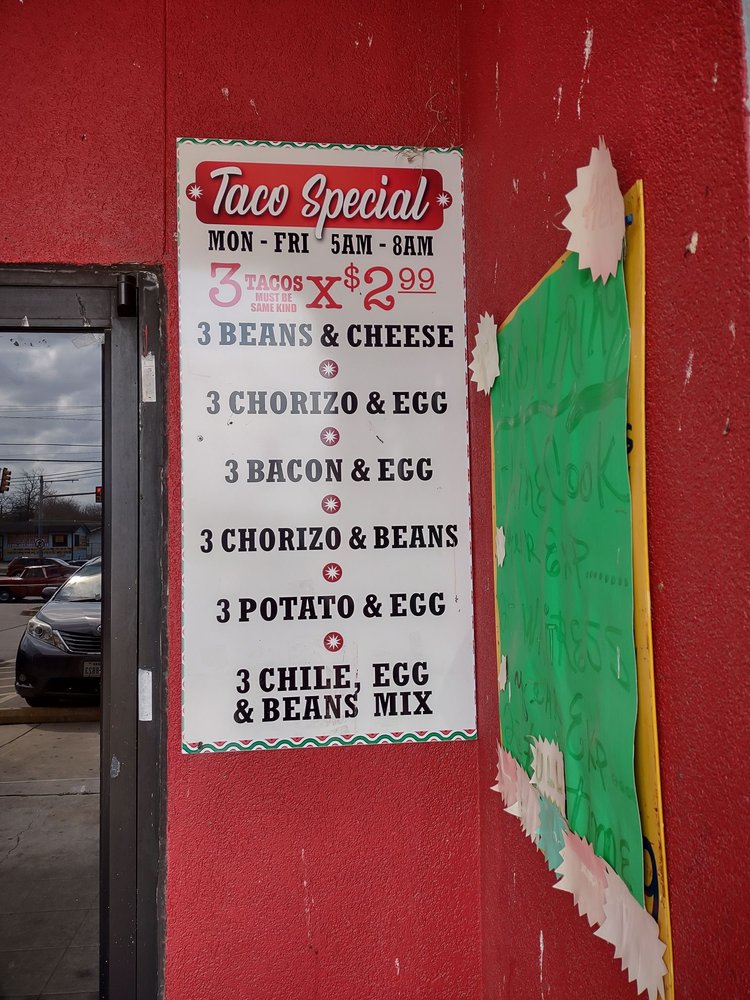 Taco Special
MON - FRI 5AM - 8AM
3 TACOS X $2 99
MUST BE
SAME KIND
3 BEANS & CHEESE
3 CHORIZO & EGG
3 BACON & EGG
3 CHORIZO & BEANS
3 POTATO & EGG
3 CHILE, EGG
& BEANS MIX